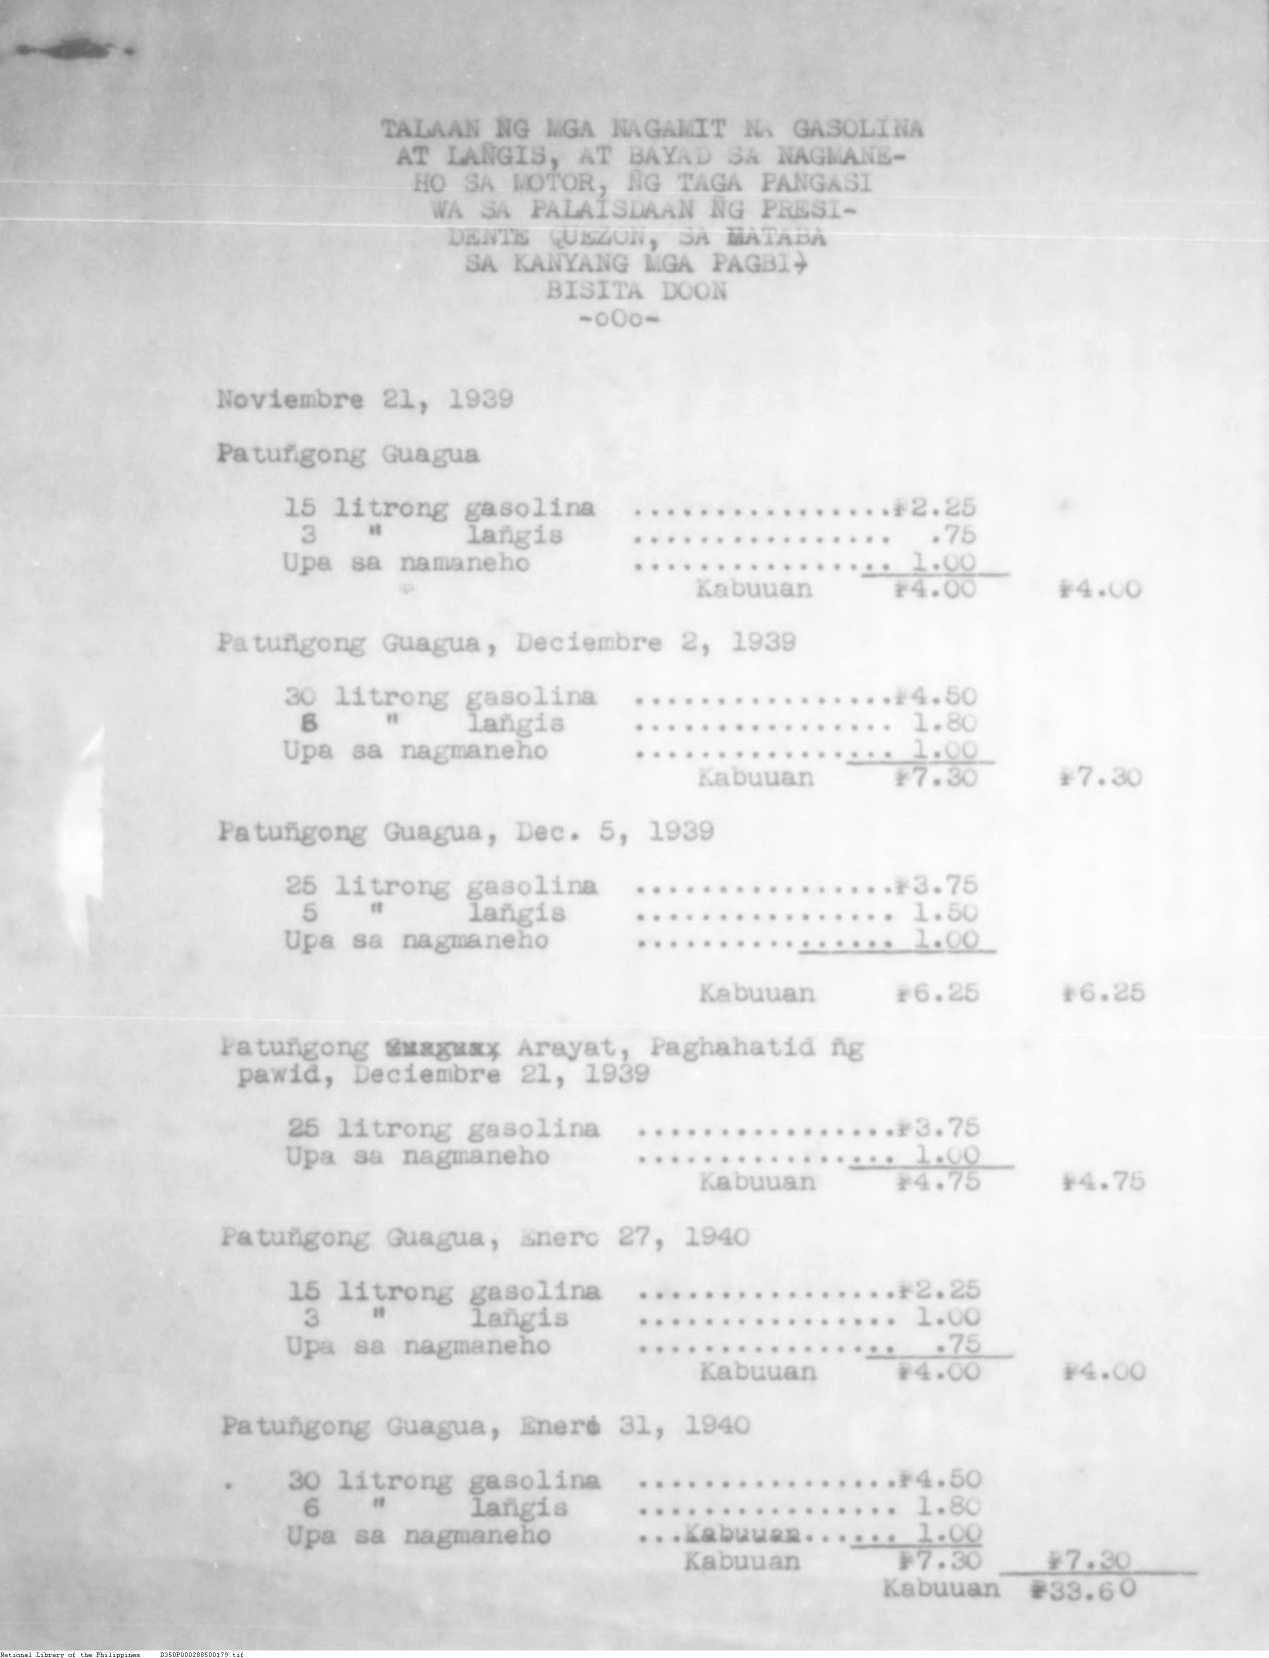 TALAAN NG MGA NAGAMIT NA GASOLINA
AT LAÑGIS, AT BAYAD SA NAGMANE-
HO SA MOTOR, ÑG TAGA PANGASI
WA SA PALAISDAAN ÑG PRESI-
DENTE QUEZON, SA MATABA
SA KANYANG MGA PAGBI-
BISITA DOON
-oOo-
Noviembre 21, 1939
Patuñgong Guagua
15 litrong gasolina ................₱2.25
3 " lañgis ................ .75
Upa sa namaneho ................ 1.00
Kabuuan ₱4.00 ₱4.00
Patuñgong Guagua, Deciembre 2, 1939
30 litrong gasolina ................₱4.50
6 " lañgis ................ 1.80
Upa sa nagmaneho ................ 1.00
Kabuuan ₱7.30 ₱7.30
Patuñgong Guagua, Dec. 5, 1939
25 litrong gasolina ................₱3.75
5 " lañgis ................ 1.50
Upa sa nagmaneho ................ 1.00
Kabuuan ₱6.25 ₱6.25
Patuñgong Arayat, Paghahatid ñg
pawid, Deciembre 21, 1939
25 litrong gasolina ................₱3.75
Upa sa nagmaneho ................ 1.00
Kabuuan ₱4.75 ₱4.75
Patuñgong Guagua, Enero 27, 1940
15 litrong gasolina ................₱2.25
3 " lañgis ................ 1.00
Upa sa nagmaneho ................ .75
Kabuuan ₱4.00 ₱4.00
Patuñgong Guagua, Enero 31, 1940
30 litrong gasolina ................₱4.50
6 " lañgis ................ 1.80
Upa sa nagmaneho ...Kabuuan...... 1.00
Kabuuan ₱7.30 ₱7.30
Kabuuan ₱33.60
National Library of the Philippines D350P000288500179.tif